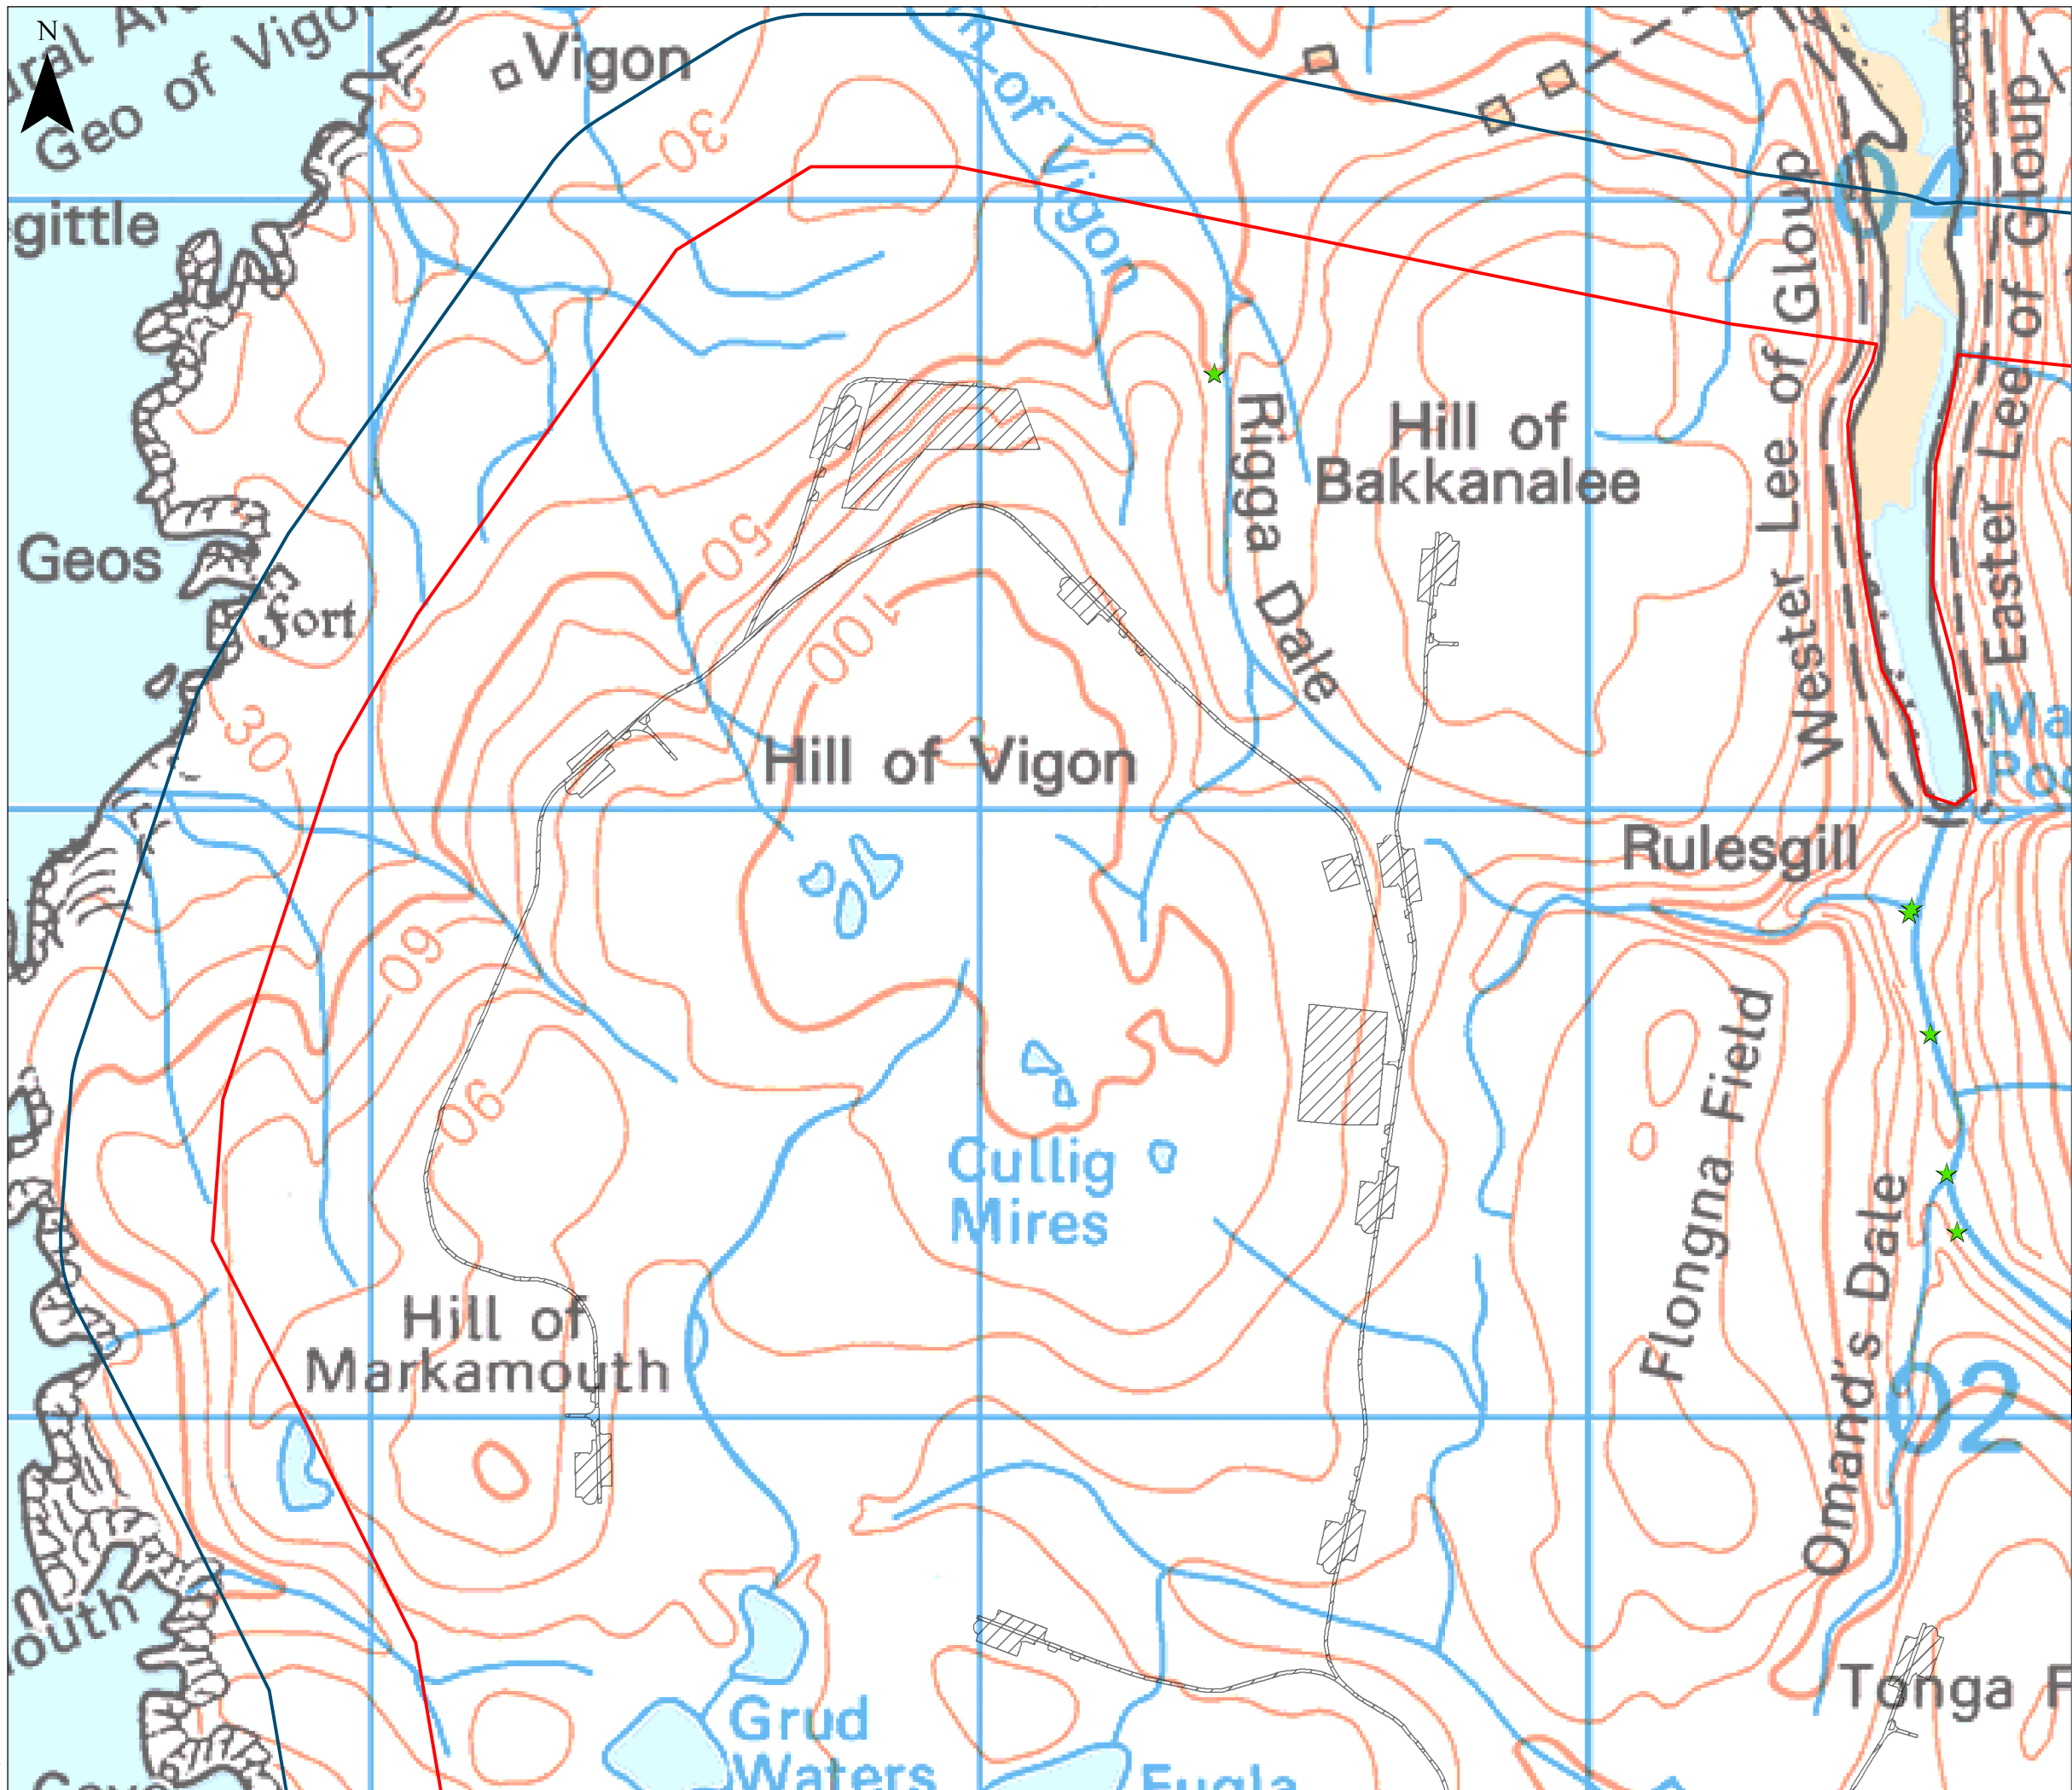 N
Geo of Vigon
Vigon
20
30
of Vigon
04
gittle
Geos
fort
30
50
100
Rigga Dale
Hill of
Bakkanalee
Wester Lee of Gloup
Easter Lee of Gloup
Hill of Vigon
Rulesgill
60
90
Cullig
Mires
Flongna Field
Omand's Dale
02
Hill of
Markamouth
Grud
Waters
Tonga F